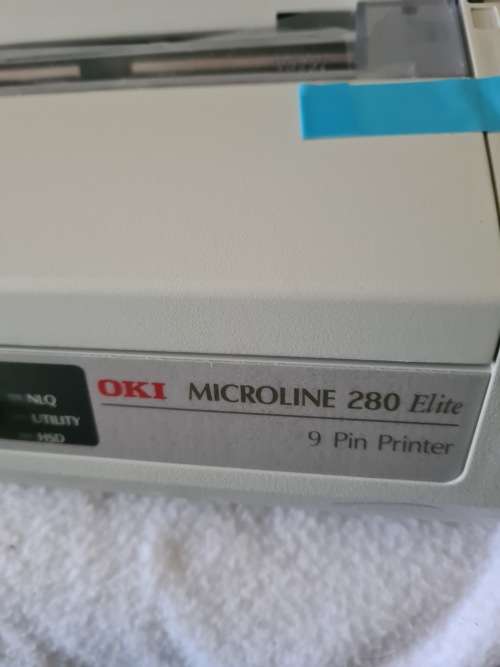 OKI MICROLINE 280 Elite
9 Pin Printer
NLQ
UTILITY
HSD